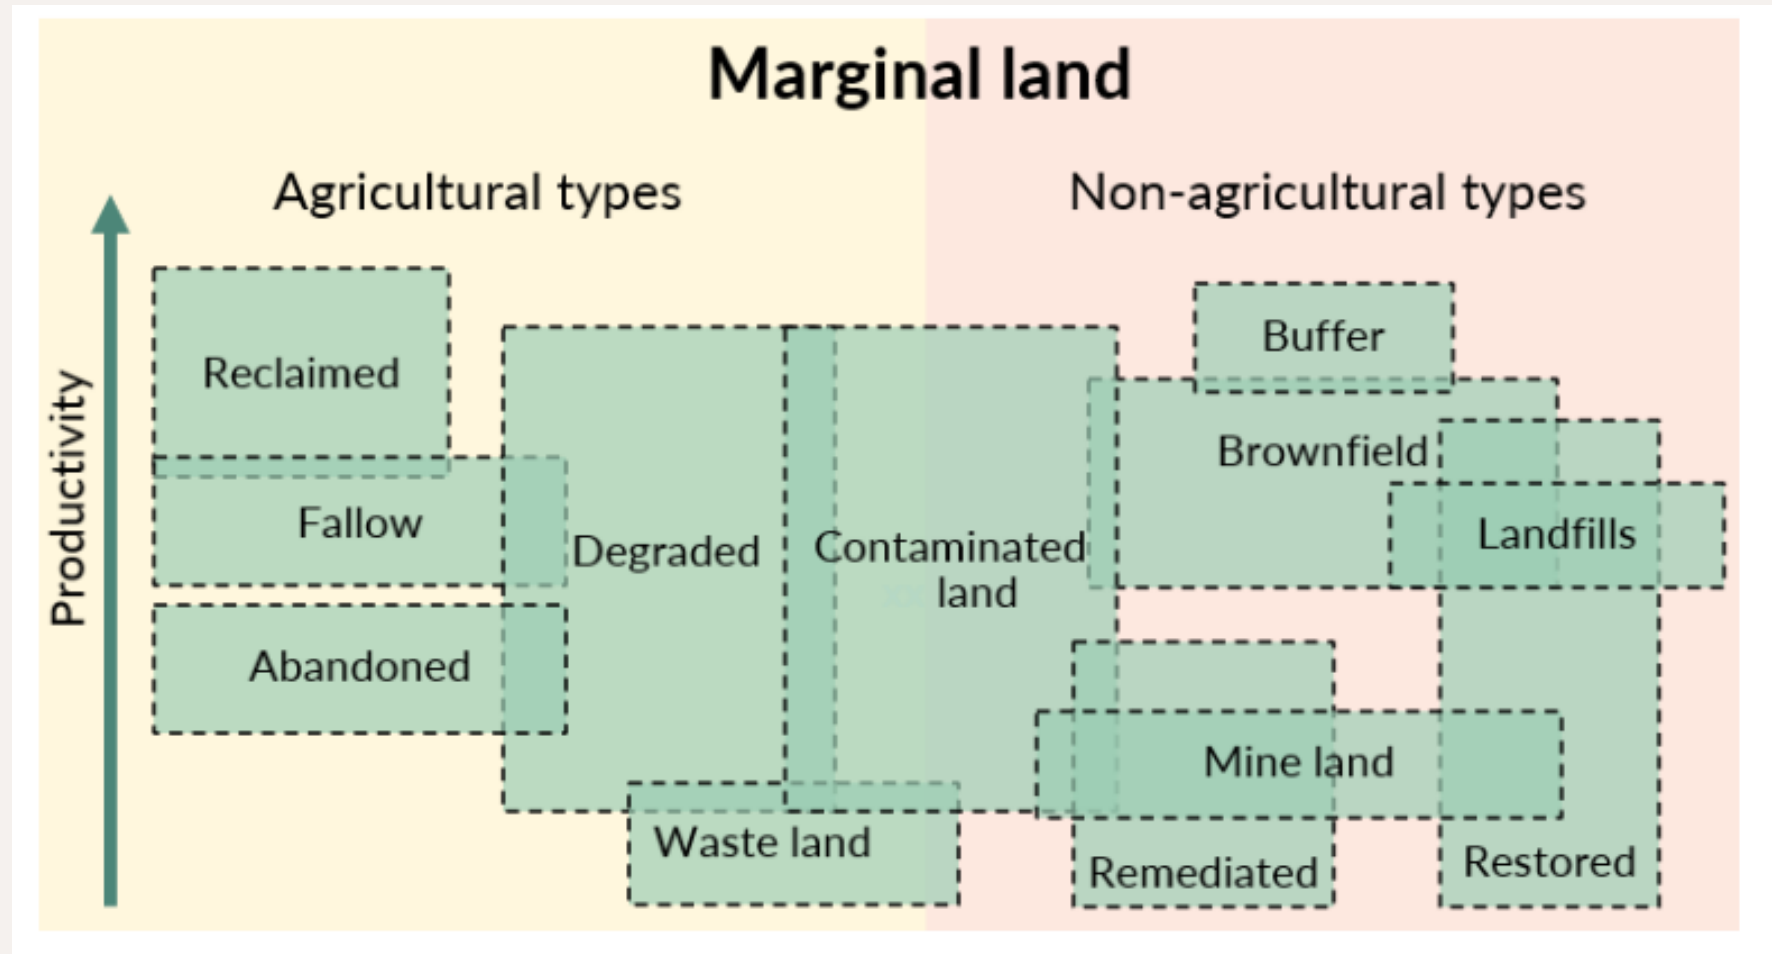 Marginal land
Agricultural types
Non-agricultural types
Productivity
Reclaimed
Buffer
Brownfield
Fallow
Degraded
Contaminated
land
Landfills
Abandoned
Mine land
Waste land
Remediated
Restored